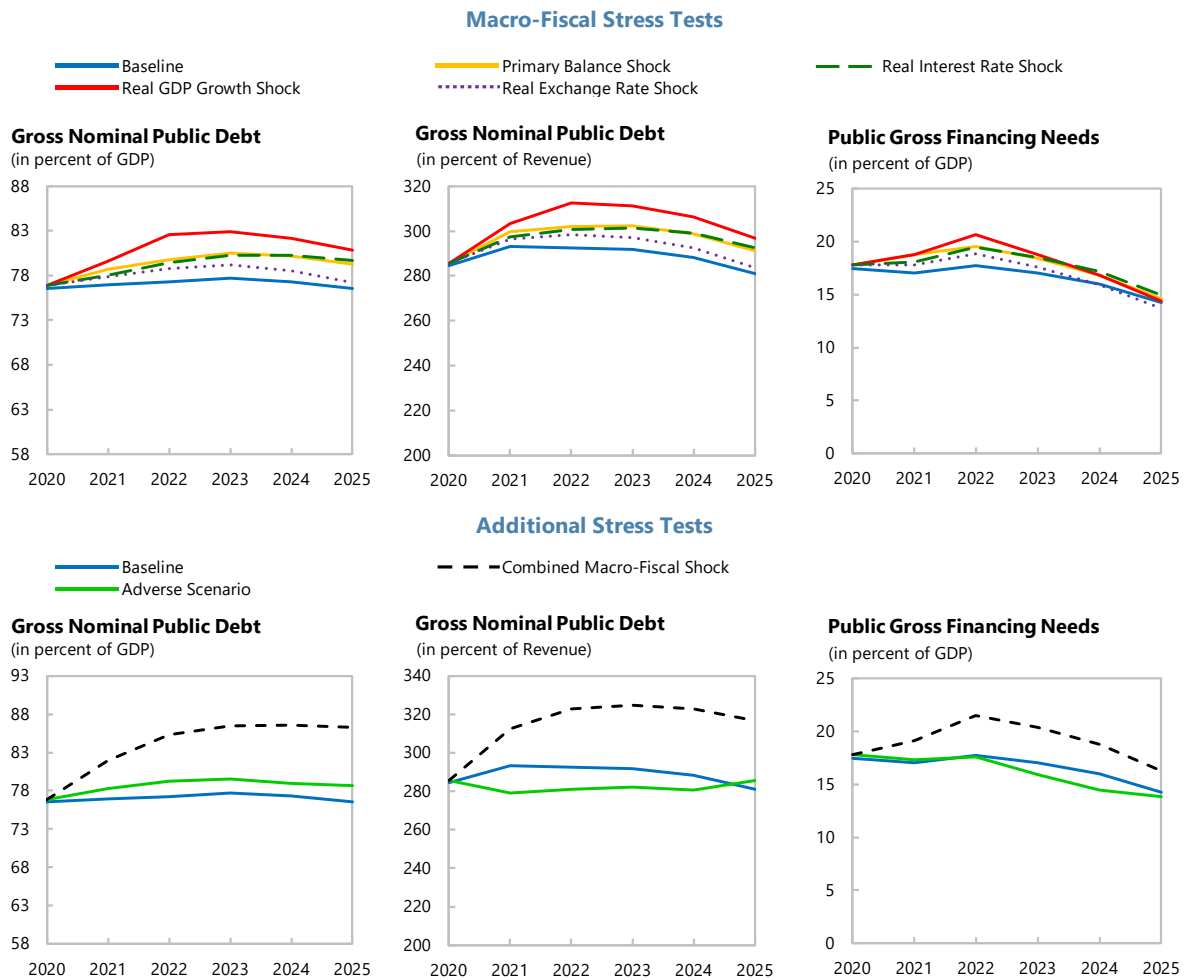 Macro-Fiscal Stress Tests
Baseline
Primary Balance Shock
Real Interest Rate Shock
Real GDP Growth Shock
Real Exchange Rate Shock
Gross Nominal Public Debt
(in percent of GDP)
88
83
78
73
68
63
58
2020 2021 2022 2023 2024 2025
Gross Nominal Public Debt
(in percent of Revenue)
320
300
280
260
240
220
200
2020 2021 2022 2023 2024 2025
Public Gross Financing Needs
(in percent of GDP)
25
20
15
10
5
0
2020 2021 2022 2023 2024 2025
Additional Stress Tests
Baseline
Combined Macro-Fiscal Shock
Adverse Scenario
Gross Nominal Public Debt
(in percent of GDP)
93
88
83
78
73
68
63
58
2020 2021 2022 2023 2024 2025
Gross Nominal Public Debt
(in percent of Revenue)
340
320
300
280
260
240
220
200
2020 2021 2022 2023 2024 2025
Public Gross Financing Needs
(in percent of GDP)
25
20
15
10
5
0
2020 2021 2022 2023 2024 2025